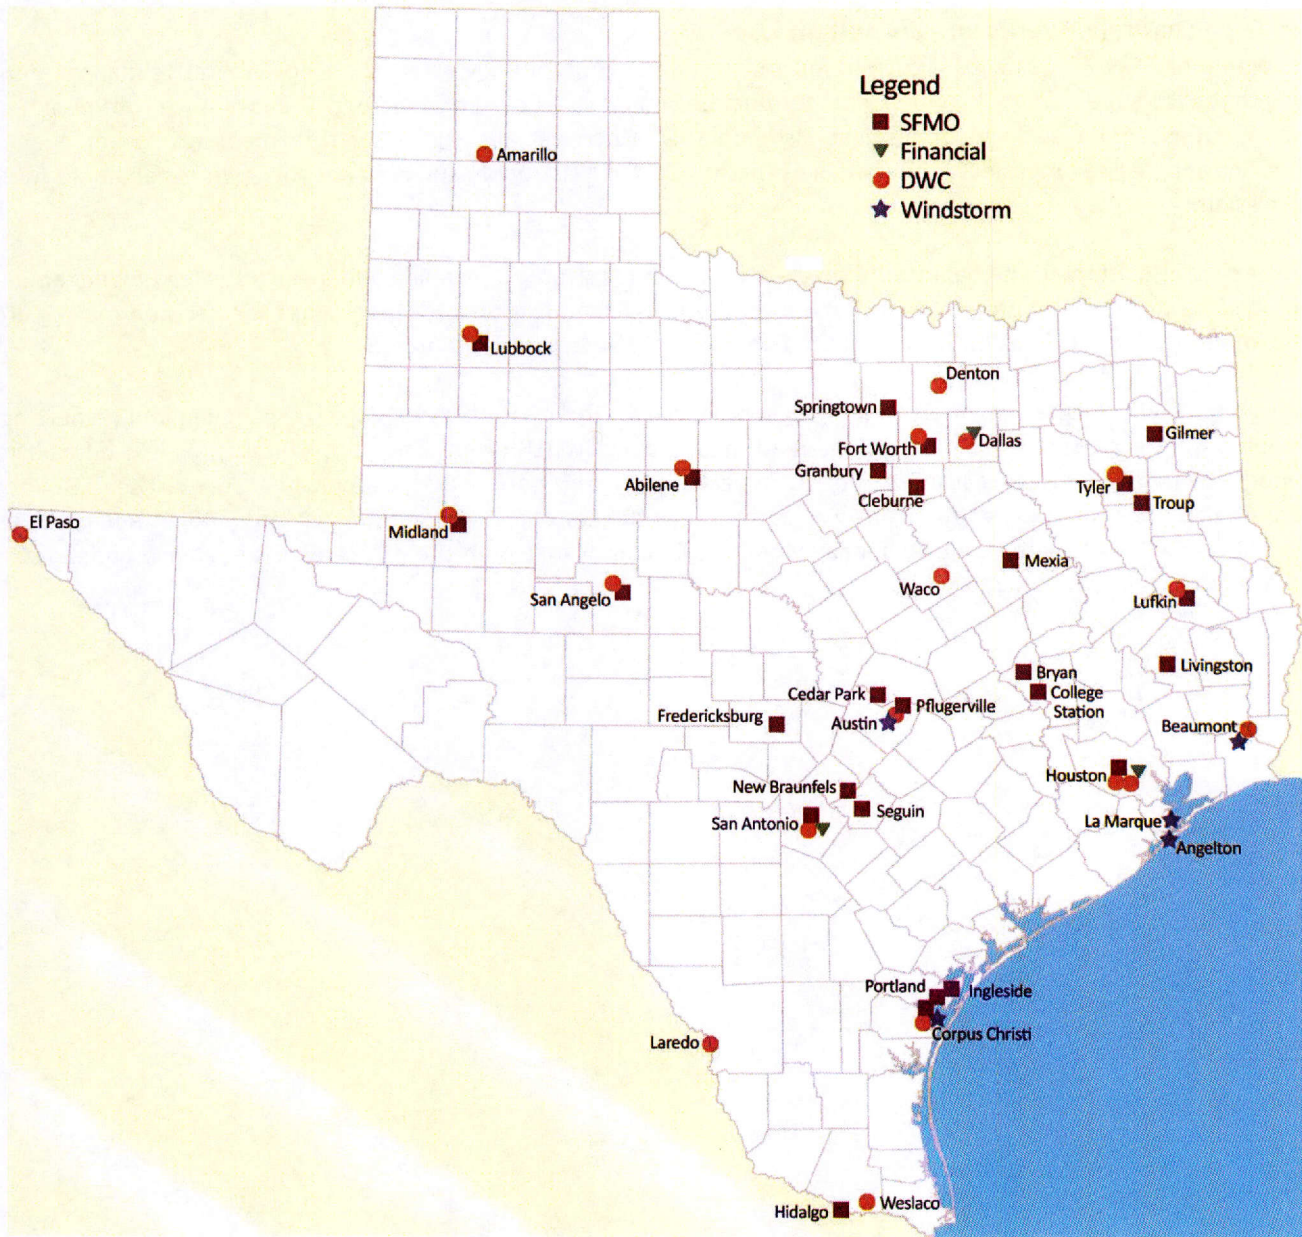 Legend
SFMO
Financial
DWC
Windstorm
Amarillo
Lubbock
Denton
Springtown
Gilmer
Fort Worth
Dallas
Granbury
Abilene
Tyler
Cleburne
Troup
El Paso
Midland
Mexia
Waco
San Angelo
Lufkin
Livingston
Bryan
Cedar Park
College
Station
Pflugerville
Fredericksburg
Austin
Beaumont
Houston
New Braunfels
Seguin
San Antonio
La Marque
Angelton
Portland
Ingleside
Corpus Christi
Laredo
Weslaco
Hidalgo